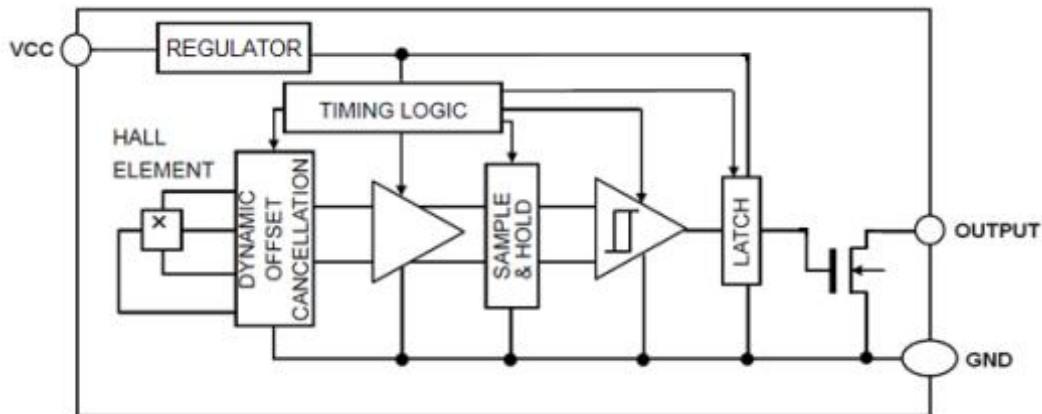 VCC
REGULATOR
TIMING LOGIC
HALL
ELEMENT
×
DYNAMIC
OFFSET
CANCELLATION
SAMPLE
& HOLD
LATCH
OUTPUT
GND